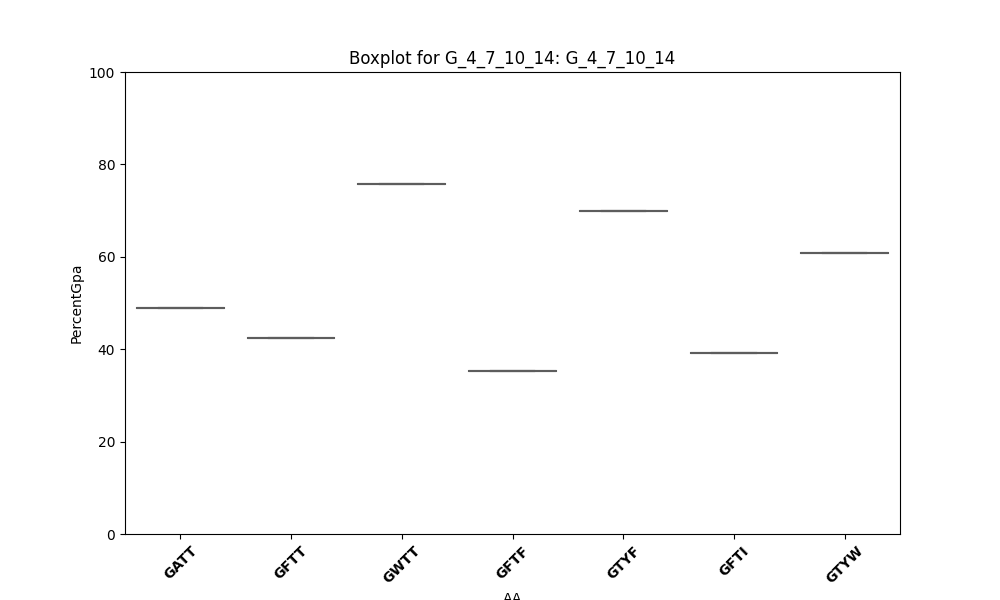 Boxplot for G_4_7_10_14: G_4_7_10_14
100
80
60
40
20
0
PercentGpa
GATT
GFTT
GWTT
GFTF
GTYF
GFTI
GTYW
AA